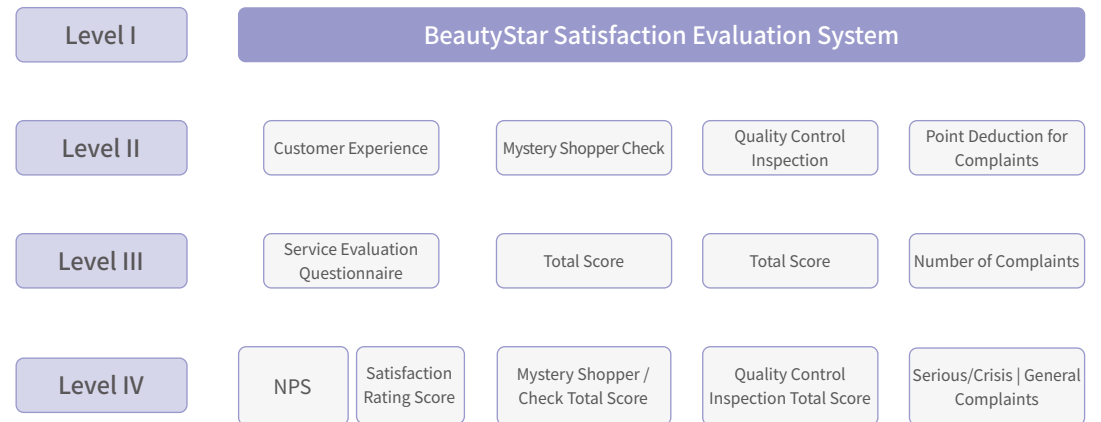 Level I
BeautyStar Satisfaction Evaluation System
Level II
Customer Experience
Mystery Shopper Check
Quality Control
Inspection
Point Deduction for
Complaints
Level III
Service Evaluation
Questionnaire
Total Score
Total Score
Number of Complaints
Level IV
NPS
Satisfaction
Rating Score
Mystery Shopper /
Check Total Score
Quality Control
Inspection Total Score
Serious/Crisis | General
Complaints